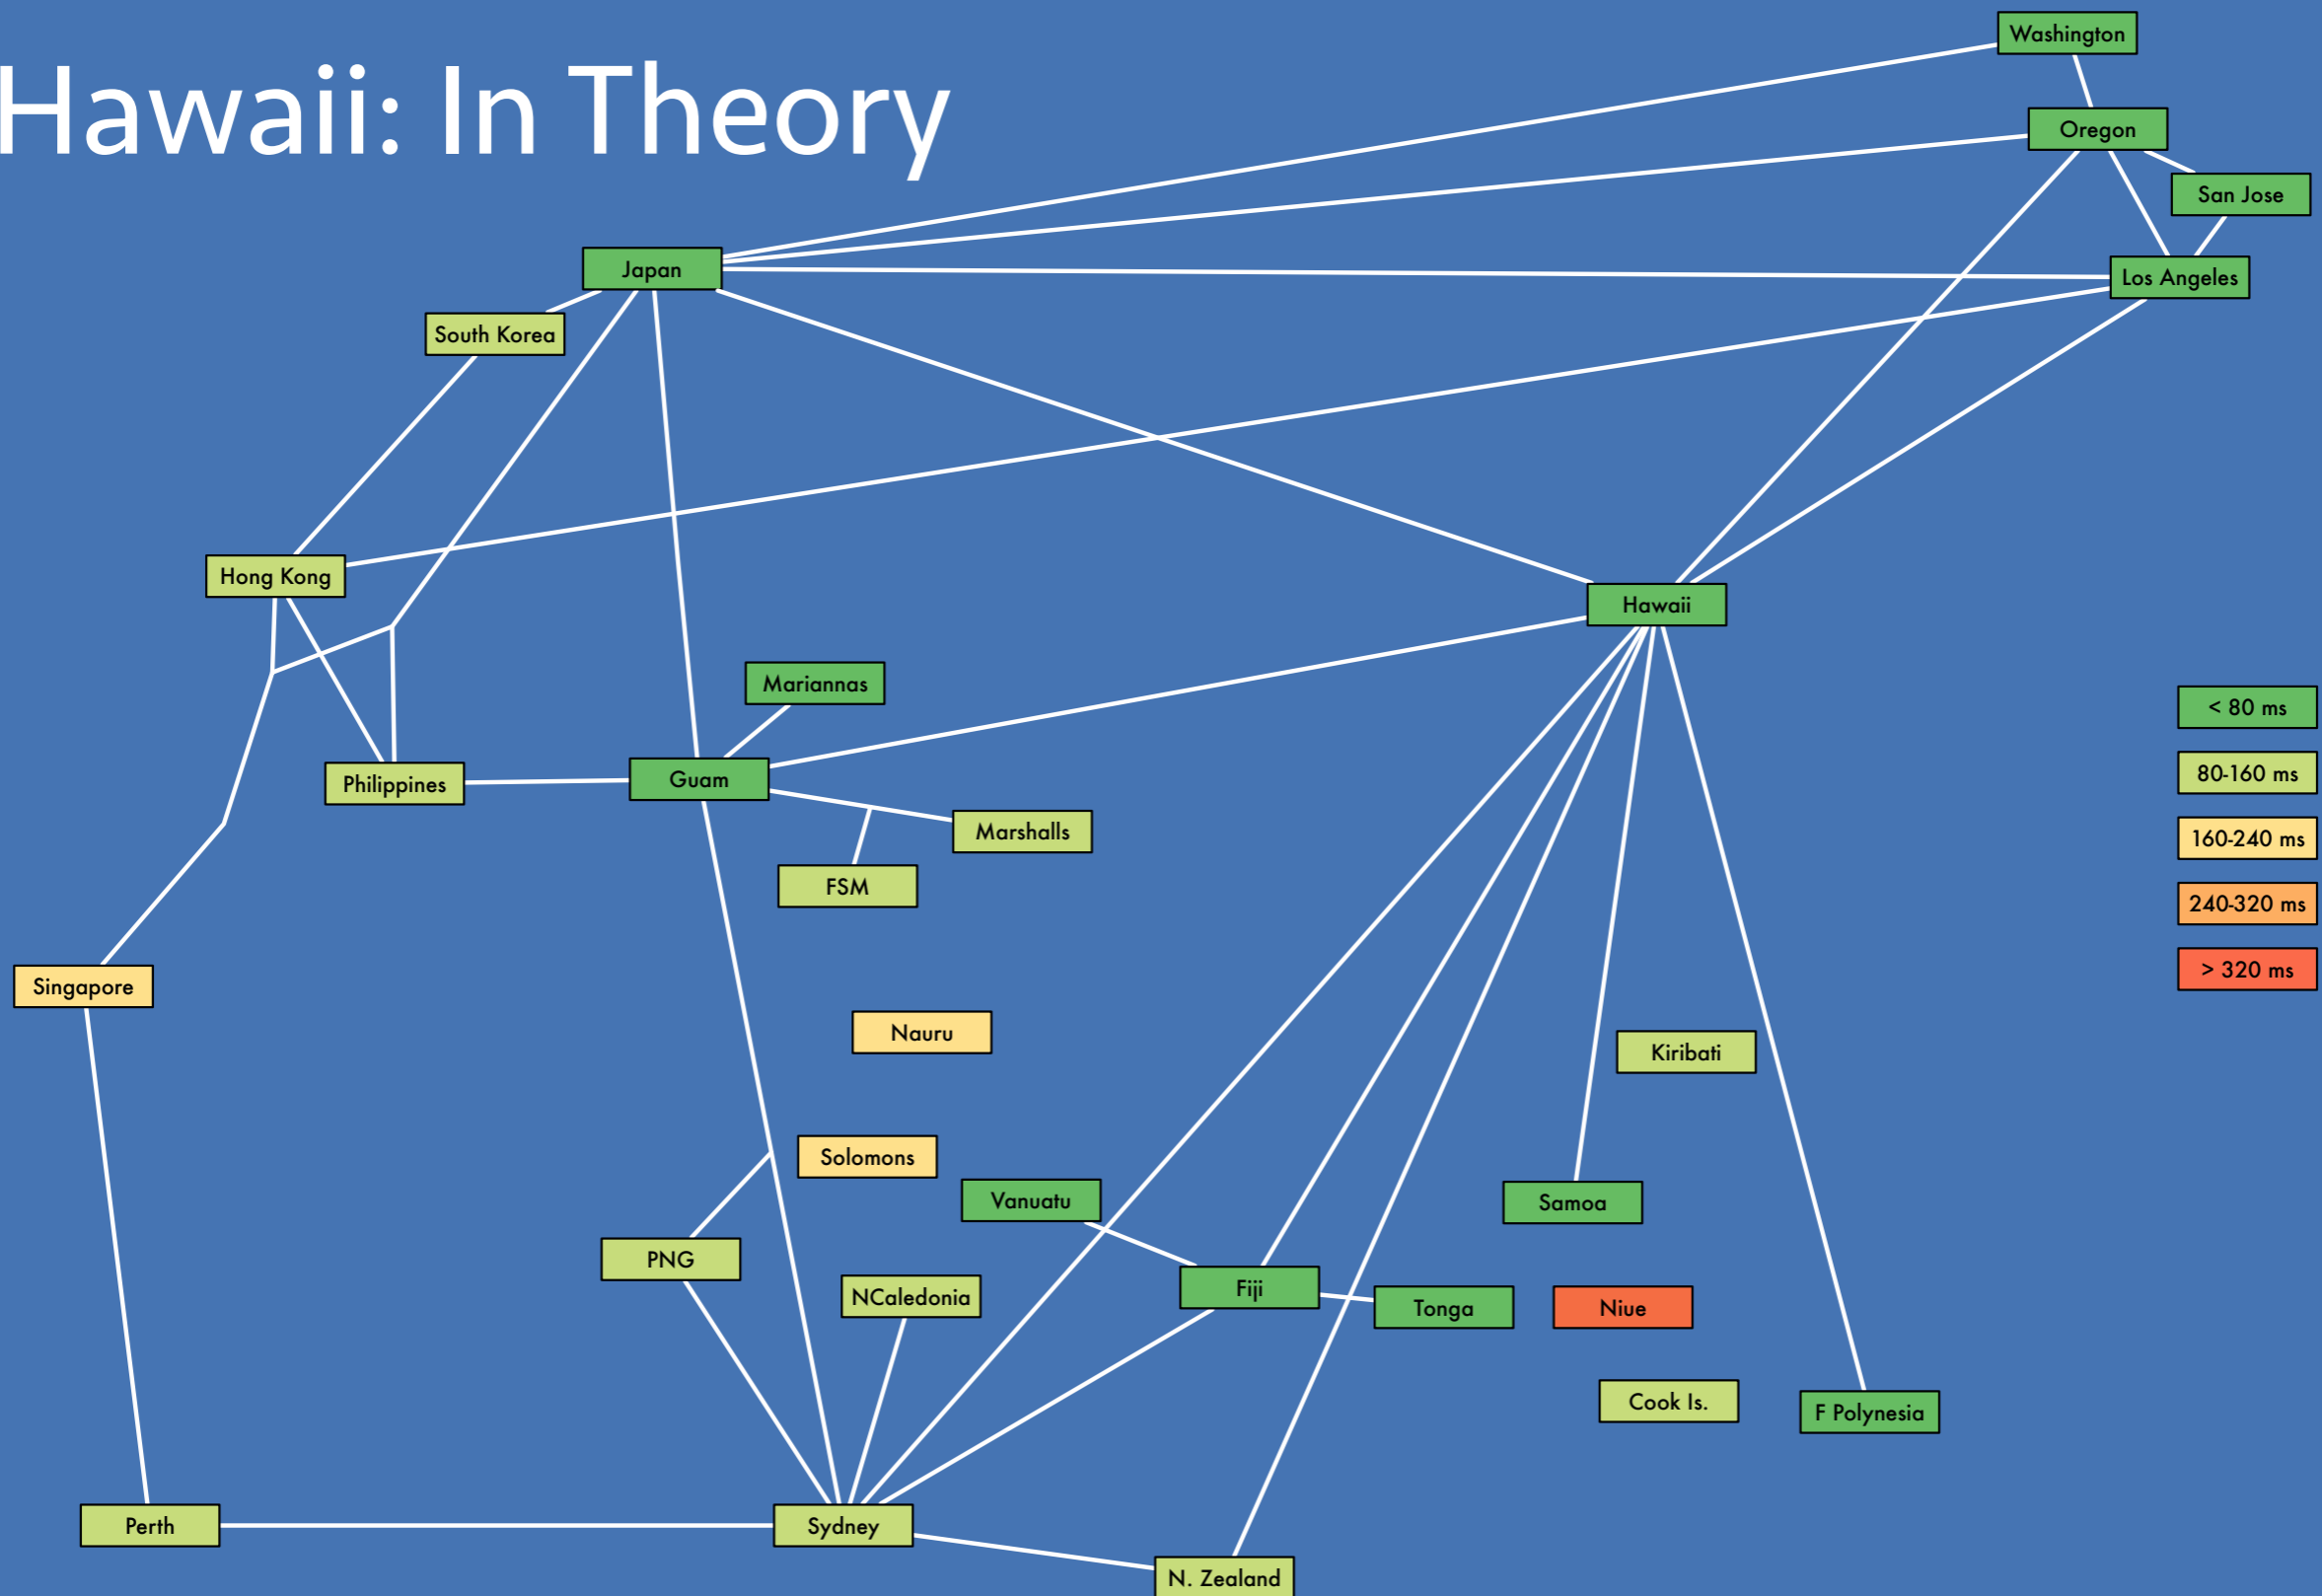 Hawaii: In Theory
Washington
Oregon
San Jose
Japan
Los Angeles
South Korea
Hong Kong
Hawaii
Mariannas
< 80 ms
Philippines
Guam
80-160 ms
Marshalls
160-240 ms
FSM
240-320 ms
Singapore
> 320 ms
Nauru
Kiribati
Solomons
Vanuatu
Samoa
PNG
NCaledonia
Fiji
Tonga
Niue
Cook Is.
F Polynesia
Perth
Sydney
N. Zealand